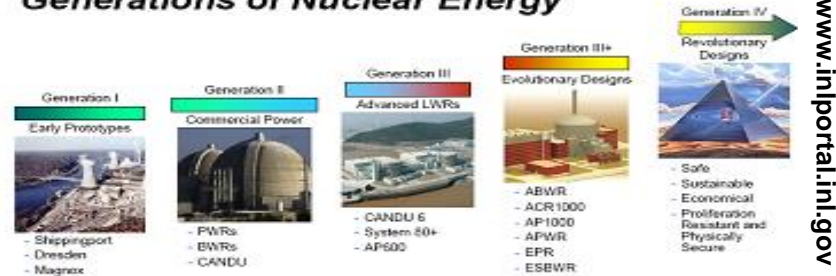 Generations of Nuclear Energy
Generation I
Early Prototypes
- Shippingport
- Dresden
- Magnox
Generation II
Commercial Power
- PWRs
- BWRs
- CANDU
Generation III
Advanced LWRs
- CANDU 6
- System 80+
- AP600
Generation III+
Evolutionary Designs
- ABWR
- ACR1000
- AP1000
- APWR
- EPR
- ESBWR
Generation IV
Revolutionary
Designs
- Safe
- Sustainable
- Economical
- Proliferation
Resistant and
Physically
Secure
www.inlportal.inl.gov